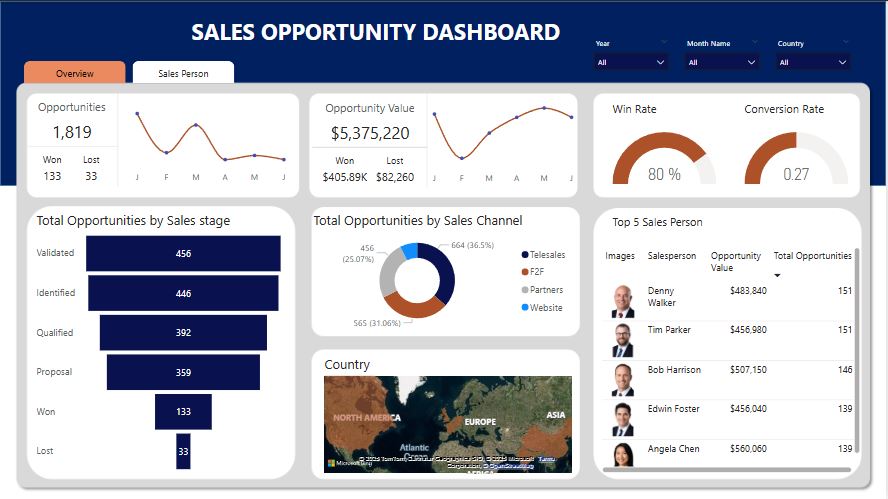 SALES OPPORTUNITY DASHBOARD
Year
Month Name
Country
All
All
All
Overview
Sales Person
Opportunities
1,819
Won
Lost
133
33
J
F
M
A
M
J
Opportunity Value
$5,375,220
Won
Lost
$405.89K
$82,260
J
F
M
A
M
J
Win Rate
80 %
Conversion Rate
0.27
Total Opportunities by Sales stage
Validated
456
Identified
446
Qualified
392
Proposal
359
Won
133
Lost
33
Total Opportunities by Sales Channel
456
(25.07%)
664 (36.5%)
565 (31.06%)
Telesales
F2F
Partners
Website
Country
NORTH AMERICA
EUROPE
ASIA
Atlantic
Microsoft Bing
Top 5 Sales Person
Images
Salesperson
Opportunity
Value
Total Opportunities
Denny
Walker
$483,840
151
Tim Parker
$456,980
151
Bob Harrison
$507,150
146
Edwin Foster
$456,040
139
Angela Chen
$560,060
139